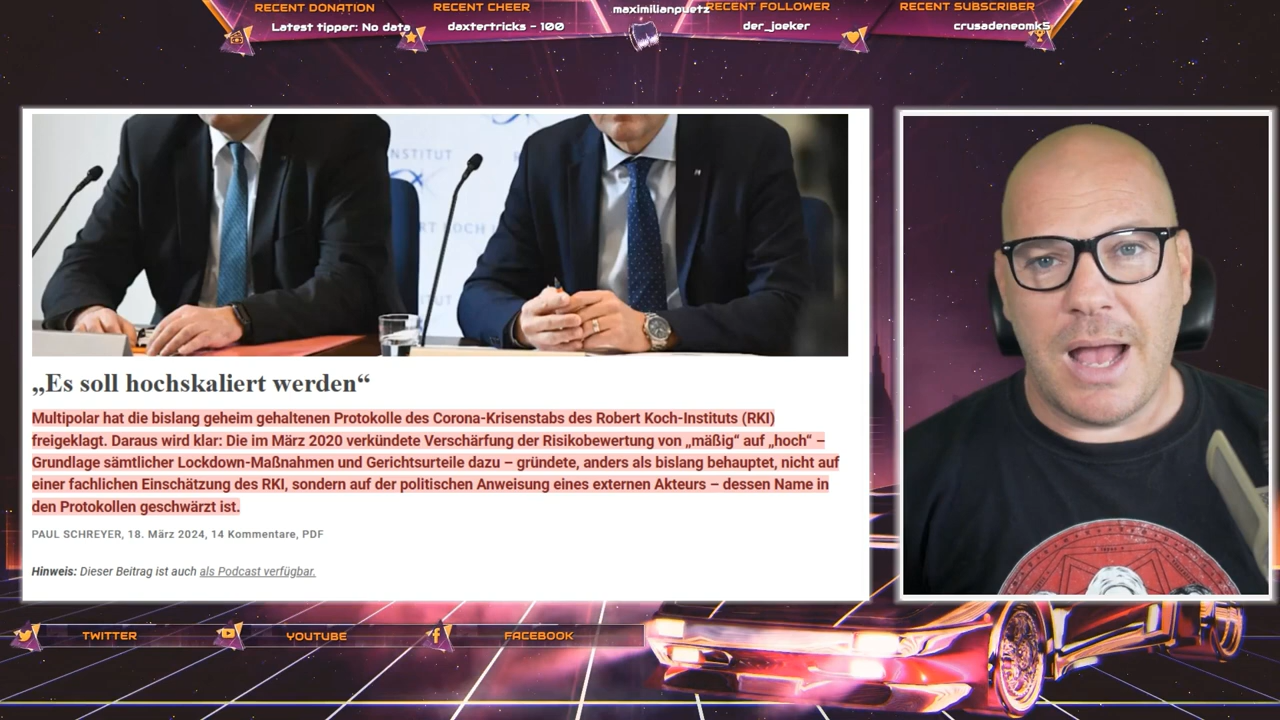 RECENT DONATION
Latest tipper: No data
RECENT CHEER
daxtertricks - 100
maximilianpuetz
RECENT FOLLOWER
der_joeker
RECENT SUBSCRIBER
crusadeneomk5
INSTITUT
„Es soll hochskaliert werden“
Multipolar hat die bislang geheim gehaltenen Protokolle des Corona-Krisenstabs des Robert Koch-Instituts (RKI)
freigeklagt. Daraus wird klar: Die im März 2020 verkündete Verschärfung der Risikobewertung von „mäßig“ auf „hoch“ –
Grundlage sämtlicher Lockdown-Maßnahmen und Gerichtsurteile dazu – gründete, anders als bislang behauptet, nicht auf
einer fachlichen Einschätzung des RKI, sondern auf der politischen Anweisung eines externen Akteurs – dessen Name in
den Protokollen geschwärzt ist.
PAUL SCHREYER, 18. März 2024, 14 Kommentare, PDF
Hinweis: Dieser Beitrag ist auch als Podcast verfügbar.
TWITTER
YOUTUBE
FACEBOOK